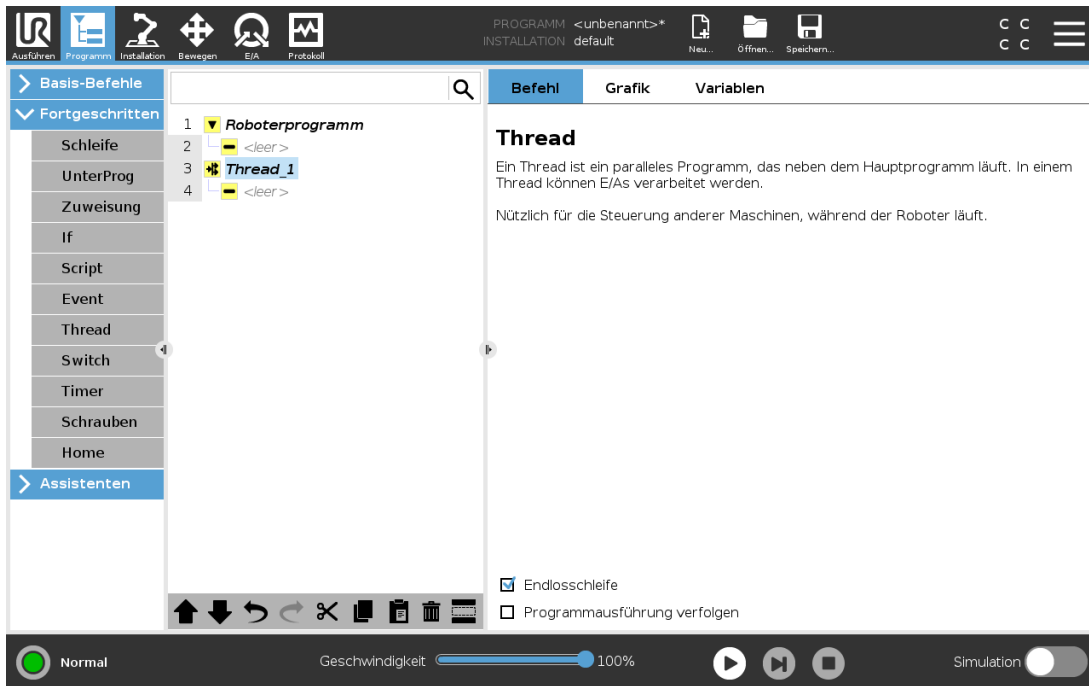 UR
PROGRAMM <unbenannt>*
INSTALLATION default
C C
C C
Ausführen Programm Installation Bewegen E/A Protokoll Neu... Öffnen... Speichern...
Basis-Befehle
Fortgeschritten
Schleife
UnterProg
Zuweisung
If
Script
Event
Thread
Switch
Timer
Schrauben
Home
Assistenten
1 Roboterprogramm
2 <leer>
3 Thread_1
4 <leer>
Befehl Grafik Variablen
Thread
Ein Thread ist ein paralleles Programm, das neben dem Hauptprogramm läuft. In einem
Thread können E/As verarbeitet werden.
Nützlich für die Steuerung anderer Maschinen, während der Roboter läuft.
Endlosschleife
Programmausführung verfolgen
Normal Geschwindigkeit 100% Simulation